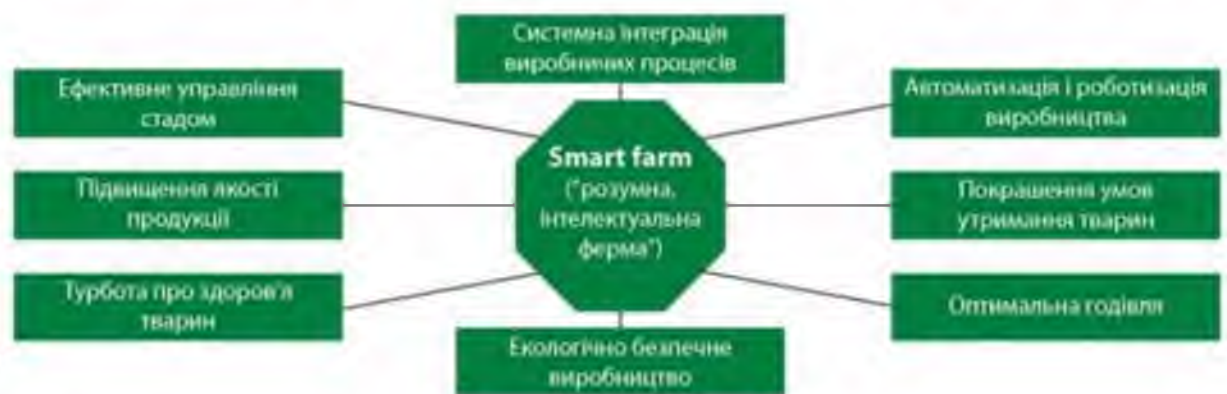 Системна інтеграція
виробничих процесів
Ефективне управління
стадом
Автоматизація і роботизація
виробництва
Smart farm
("розумна,
інтелектуальна
ферма")
Підвищення якості
продукції
Покращення умов
утримання тварин
Турбота про здоров'я
тварин
Оптимальна годівля
Екологічно безпечне
виробництво